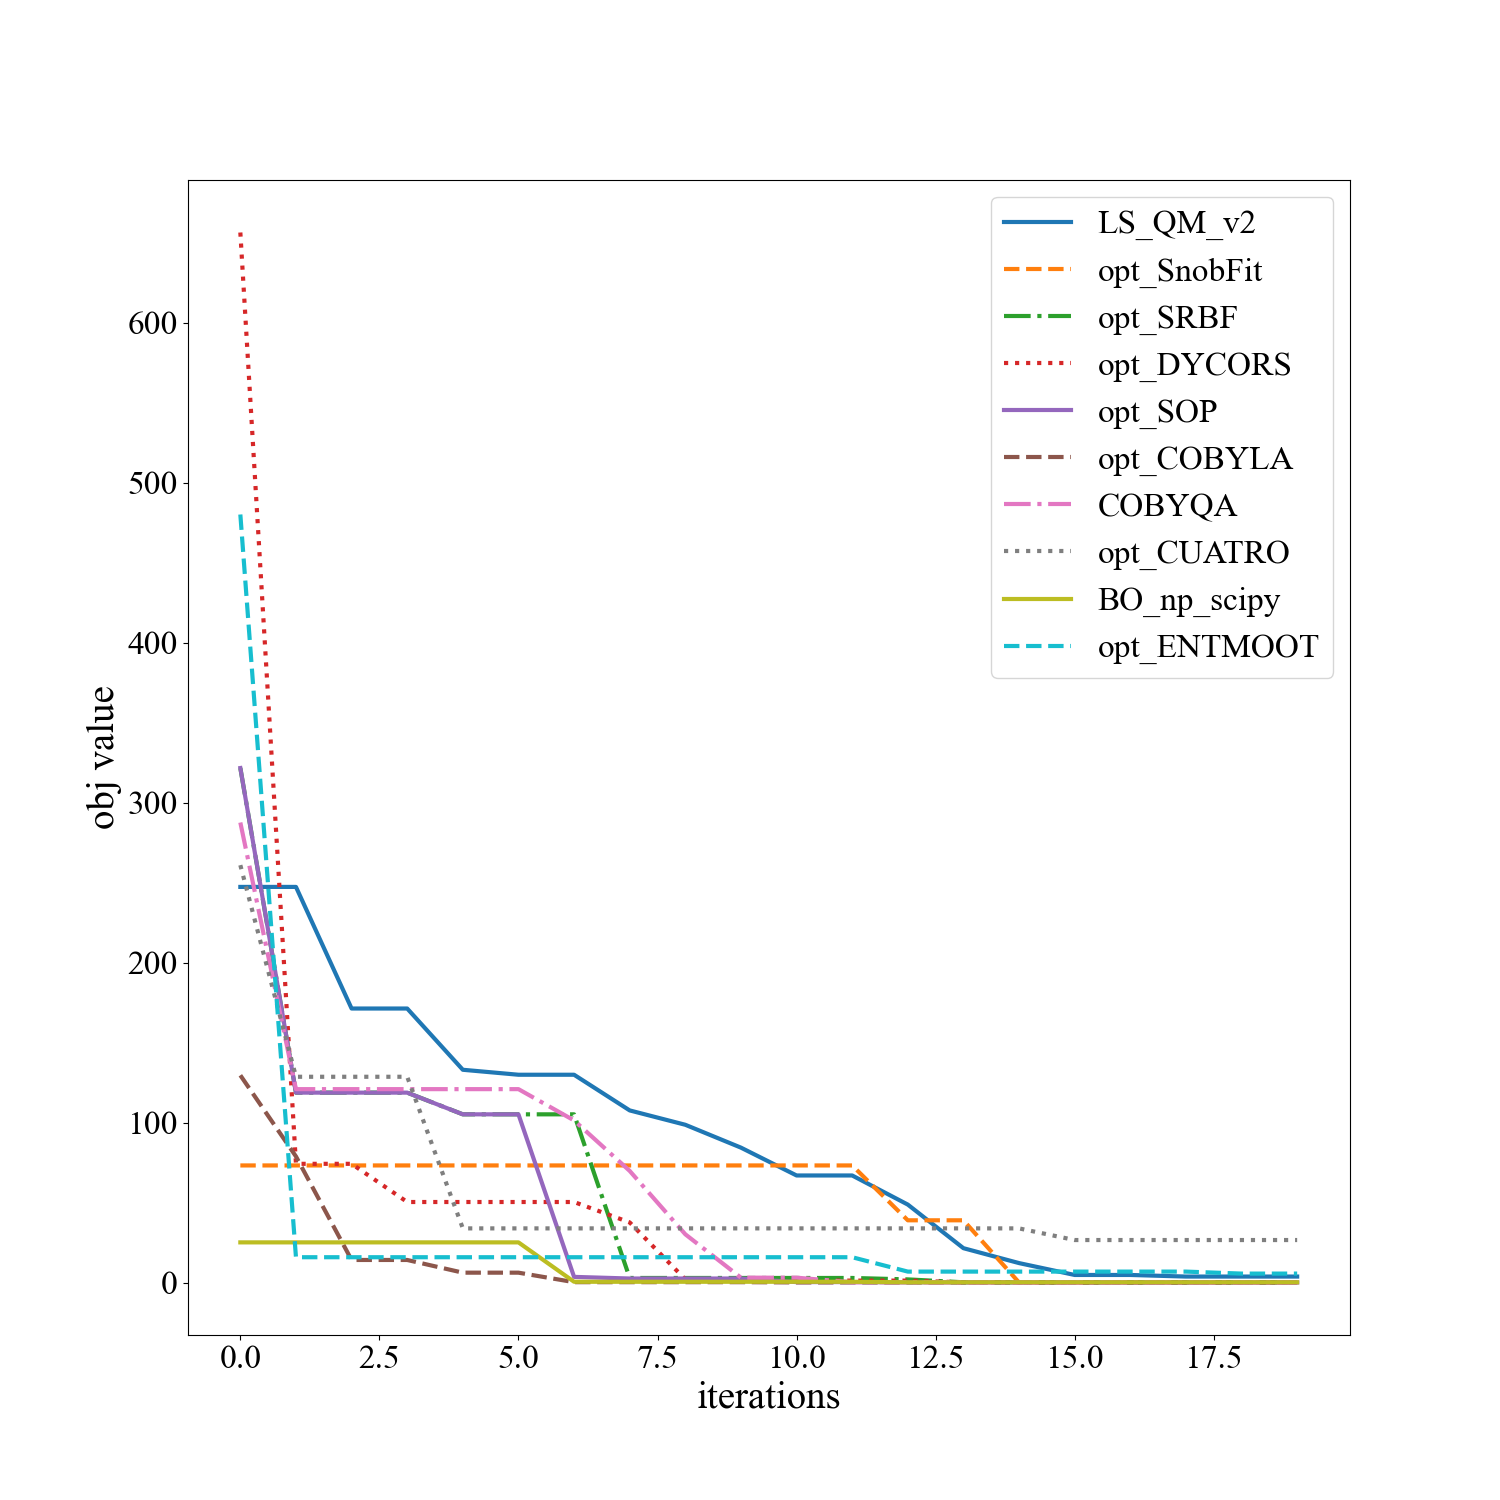 LS_QM_v2
opt_SnobFit
opt_SRBF
opt_DYCORS
opt_SOP
opt_COBYLA
COBYQA
opt_CUATRO
BO_np_scipy
opt_ENTMOOT
obj value
600
500
400
300
200
100
0
0.0 2.5 5.0 7.5 10.0 12.5 15.0 17.5
iterations